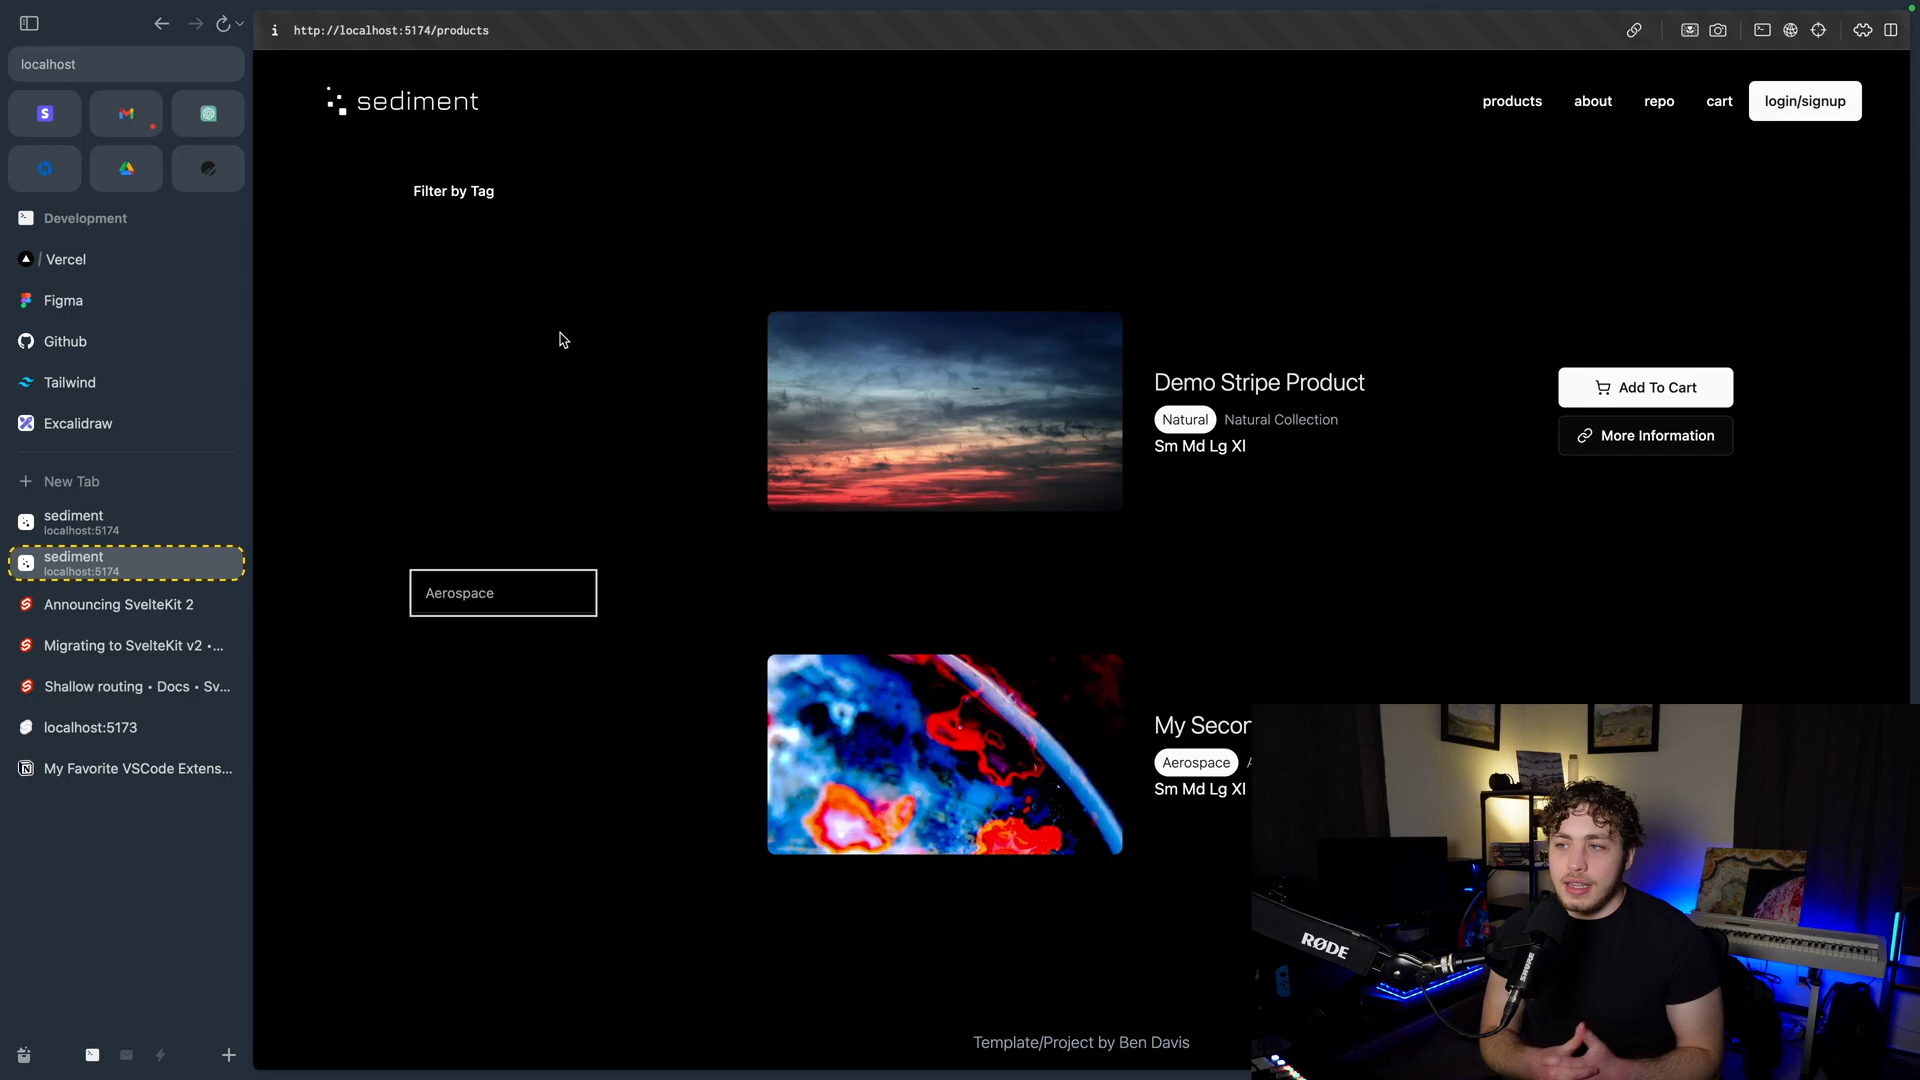 localhost
Development
/ Vercel
Figma
Github
Tailwind
Excalidraw
New Tab
sediment
localhost:5174
sediment
localhost:5174
Announcing SvelteKit 2
Migrating to SvelteKit v2 •...
Shallow routing • Docs • Sv...
localhost:5173
My Favorite VSCode Extens...
http://localhost:5174/products
sediment
products
about
repo
cart
login/signup
Filter by Tag
Aerospace
Demo Stripe Product
Natural Natural Collection
Sm Md Lg Xl
Add To Cart
More Information
My Secon
Aerospace A
Sm Md Lg Xl
Template/Project by Ben Davis
RØDE
SHURE